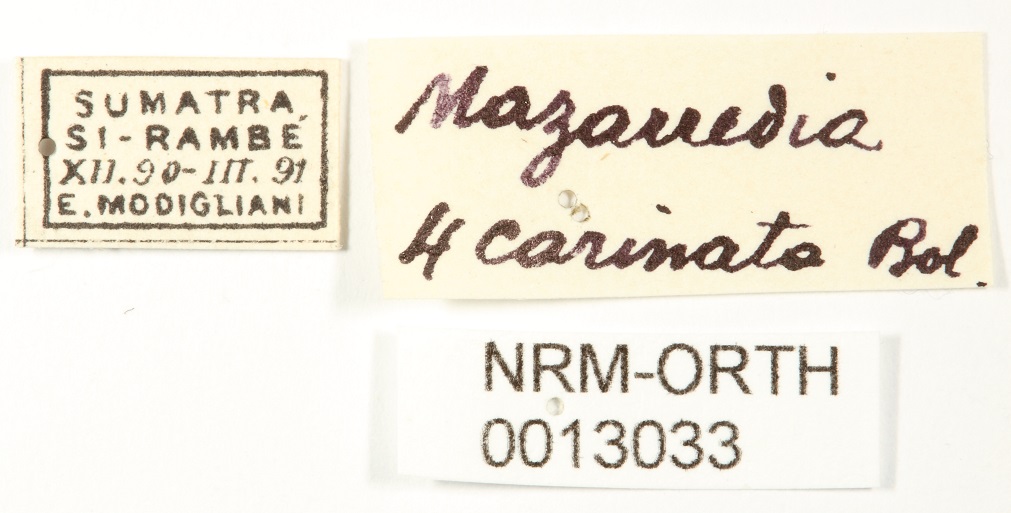 SUMATRA
SI-RAMBÉ
XII.90-III.91
E. MODIGLIANI
Mazarredia
4 carinata Bol.
NRM-ORTH
0013033